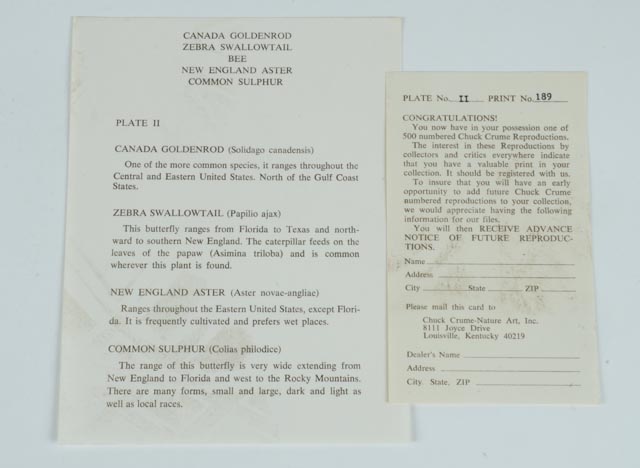 CANADA GOLDENROD
ZEBRA SWALLOWTAIL
BEE
NEW ENGLAND ASTER
COMMON SULPHUR
PLATE II
CANADA GOLDENROD (Solidago canadensis)
One of the more common species, it ranges throughout the
Central and Eastern United States. North of the Gulf Coast
States.
ZEBRA SWALLOWTAIL (Papilio ajax)
This butterfly ranges from Florida to Texas and north-
ward to southern New England. The caterpillar feeds on the
leaves of the papaw (Asimina triloba) and is common
wherever this plant is found.
NEW ENGLAND ASTER (Aster novae-angliae)
Ranges throughout the Eastern United States, except Flori-
da. It is frequently cultivated and prefers wet places.
COMMON SULPHUR (Colias philodice)
The range of this butterfly is very wide extending from
New England to Florida and west to the Rocky Mountains.
There are many forms, small and large, dark and light as
well as local races.
PLATE No. II PRINT No. 189
CONGRATULATIONS!
You now have in your possession one of
500 numbered Chuck Crume Reproductions.
The interest in these Reproductions by
collectors and critics everywhere indicate
that you have a valuable print in your
collection. It should be registered with us.
To insure that you will have an early
opportunity to add future Chuck Crume
numbered reproductions to your collection,
we would appreciate having the following
information for our files.
You will then RECEIVE ADVANCE
NOTICE OF FUTURE REPRODUC-
TIONS.
Name
Address
City State ZIP
Please mail this card to
Chuck Crume-Nature Art, Inc.
8111 Joyce Drive
Louisville, Kentucky 40219
Dealer's Name
Address
City, State, ZIP